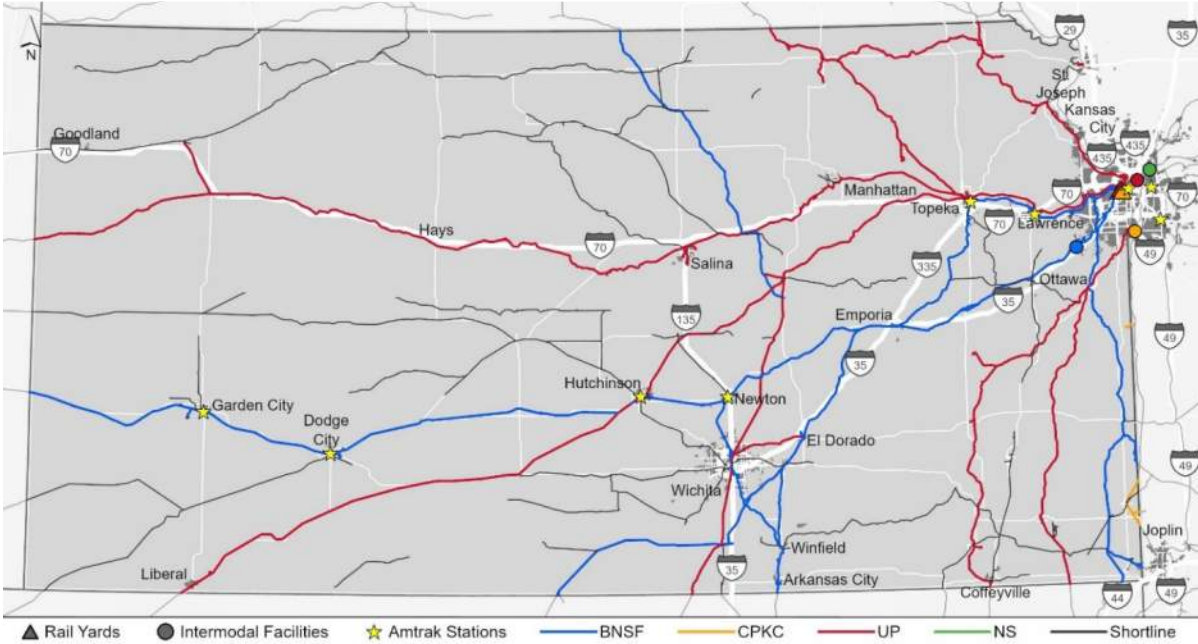 N
29
35
St
Joseph
Kansas
City
Goodland
70
435
435
Manhattan
70
70
Topeka
70
Lawrence
Hays
70
49
Salina
335
Ottawa
35
135
Emporia
49
35
Hutchinson
Newton
Garden City
Dodge
City
El Dorado
49
Wichita
Joplin
Winfield
Liberal
35
Arkansas City
Coffeyville
44
49
Rail Yards Intermodal Facilities Amtrak Stations BNSF CPKC UP NS Shortline